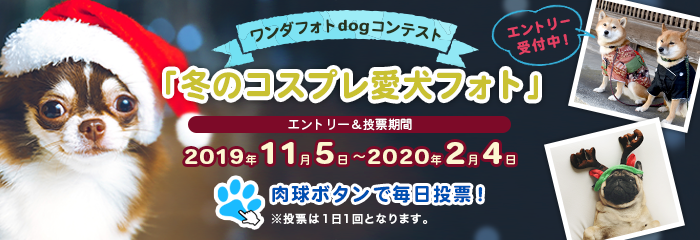 ワンダフォトdogコンテスト
エントリー
受付中！
「冬のコスプレ愛犬フォト」
エントリー＆投票期間
2019年11月5日～2020年2月4日
肉球ボタンで毎日投票！
※投票は1日1回となります。